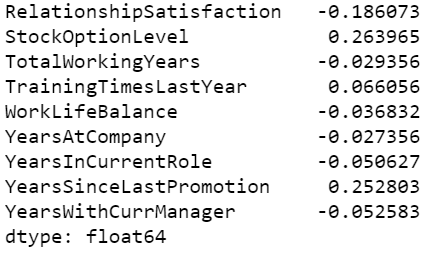 RelationshipSatisfaction -0.186073
StockOptionLevel 0.263965
TotalWorkingYears -0.029356
TrainingTimesLastYear 0.066056
WorkLifeBalance -0.036832
YearsAtCompany -0.027356
YearsInCurrentRole -0.050627
YearsSinceLastPromotion 0.252803
YearsWithCurrManager -0.052583
dtype: float64